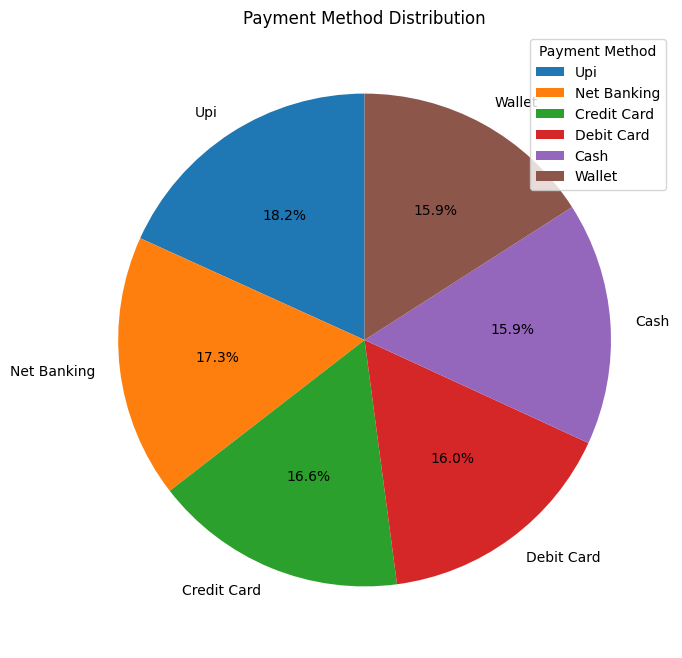 Payment Method Distribution
Payment Method
Upi
Net Banking
Credit Card
Debit Card
Cash
Wallet
Upi
18.2%
Net Banking
17.3%
Credit Card
16.6%
Debit Card
16.0%
Cash
15.9%
Wallet
15.9%